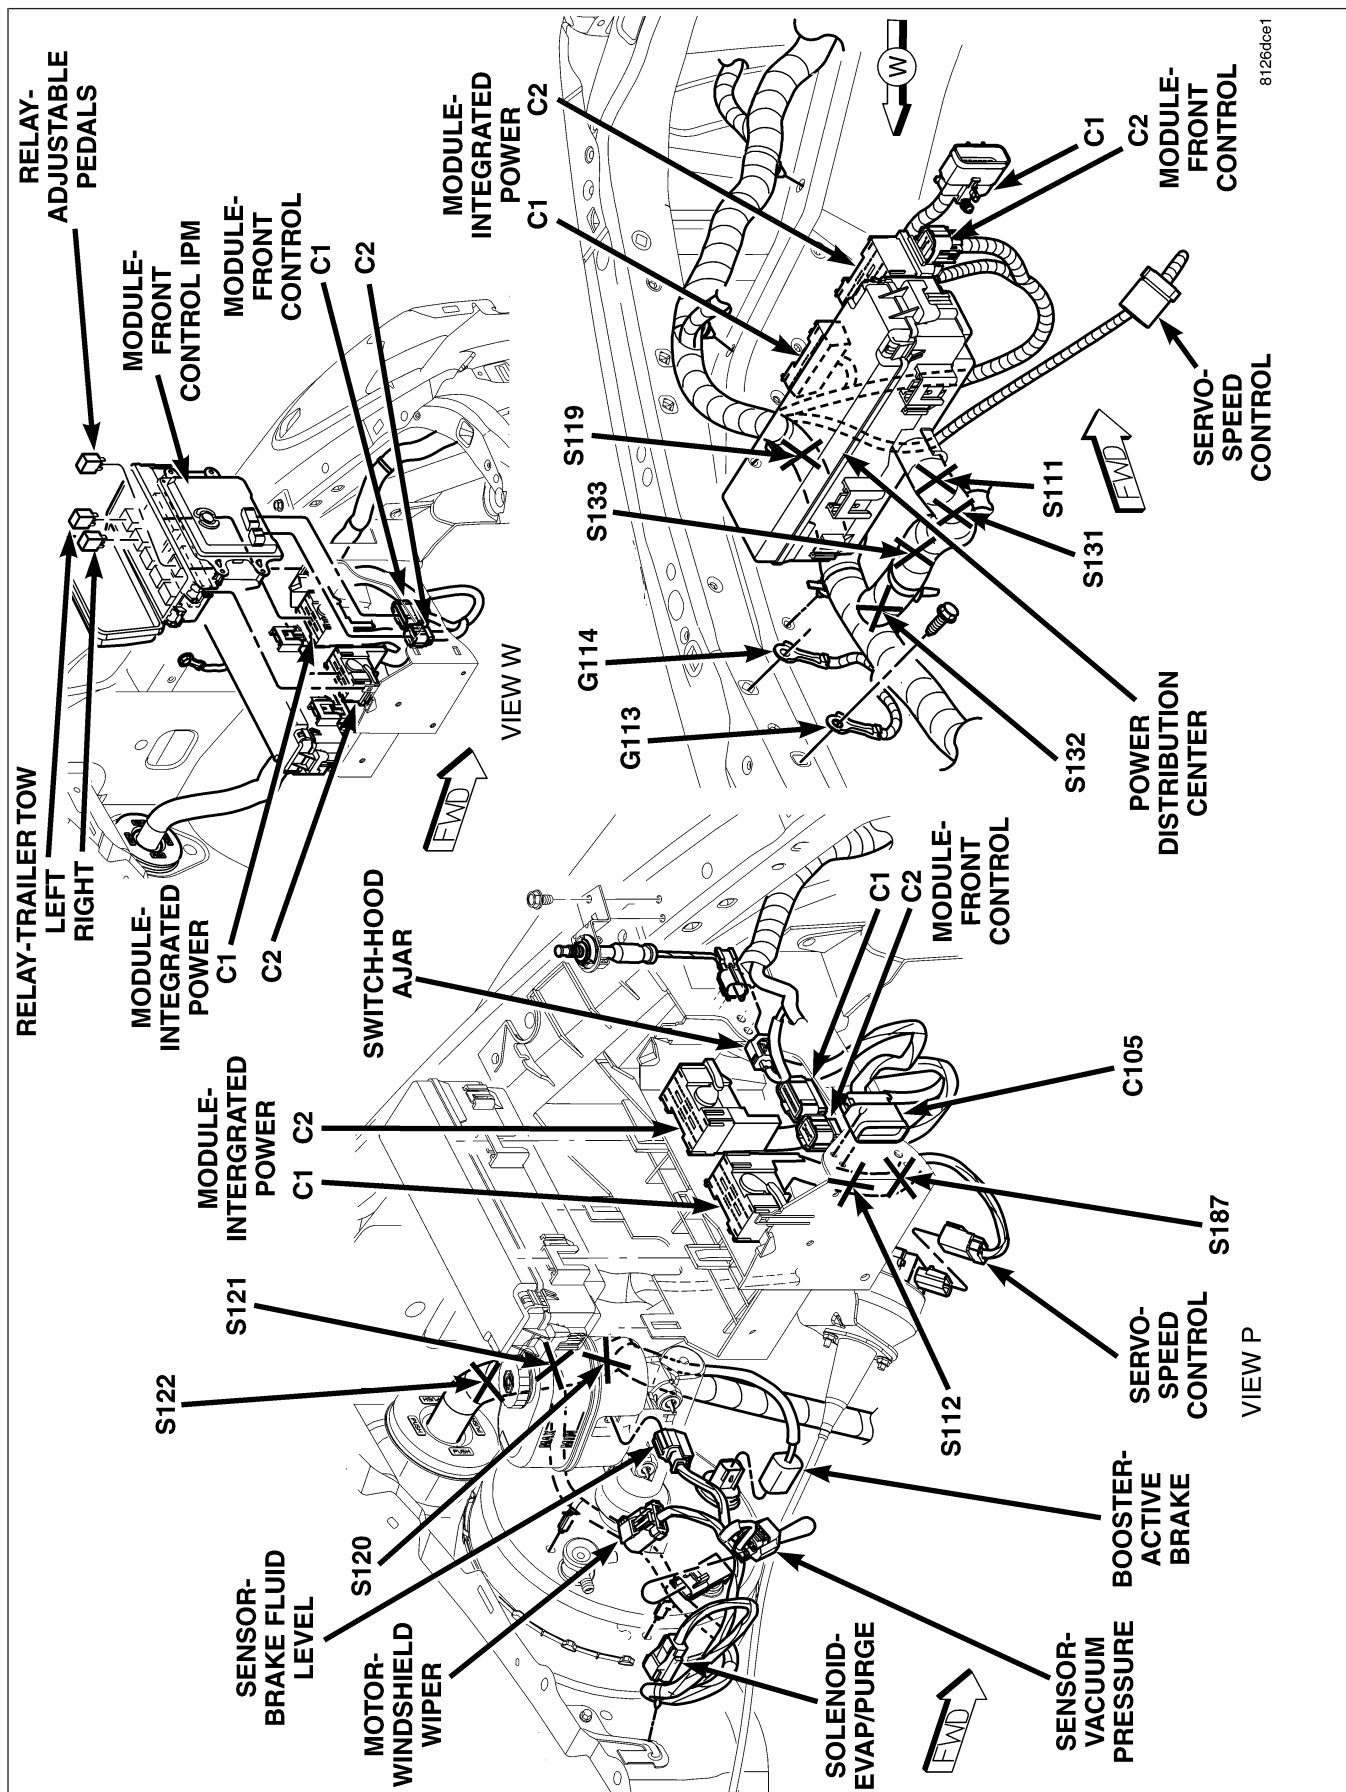 RELAY-TRAILER TOW
LEFT
RIGHT
RELAY-
ADJUSTABLE
PEDALS
MODULE-
FRONT
CONTROL IPM
MODULE-
FRONT
CONTROL
C1
C2
MODULE-
INTEGRATED
POWER
C1
C2
FWD
VIEW W
SENSOR-
BRAKE FLUID
LEVEL
S120
MOTOR-
WINDSHIELD
WIPER
S122
S121
MODULE-
INTERGRATED
POWER
C1
C2
SWITCH-HOOD
AJAR
PUSH
MAX
MIN
C1
C2
MODULE-
FRONT
CONTROL
C105
S187
S112
SERVO-
SPEED
CONTROL
BOOSTER-
ACTIVE
BRAKE
SENSOR-
VACUUM
PRESSURE
SOLENOID-
EVAP/PURGE
FWD
VIEW P
G113
G114
S133
S119
MODULE-
INTEGRATED
POWER
C1
C2
W
C1
C2
MODULE-
FRONT
CONTROL
SERVO-
SPEED
CONTROL
FWD
S111
S131
S132
POWER
DISTRIBUTION
CENTER
8126dce1